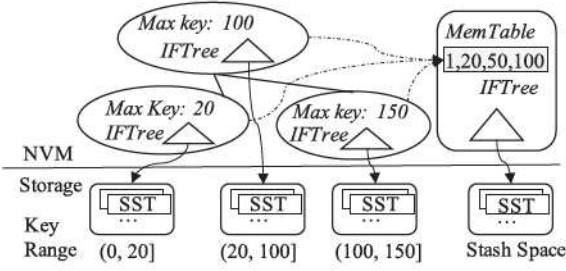 Max key: 100
IFTree
MemTable
1,20,50,100
IFTree
Max Key: 20
IFTree
Max key: 150
IFTree
NVM
Storage
SST
...
SST
...
SST
...
SST
...
Key
Range
(0, 20]
(20, 100]
(100, 150]
Stash Space